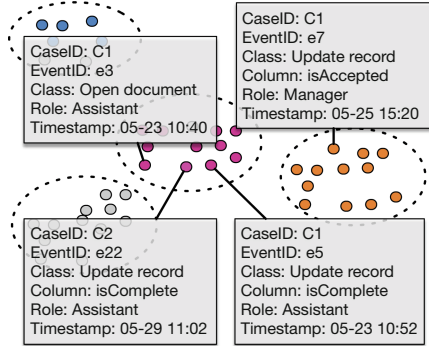 CaseID: C1
EventID: e3
Class: Open document
Role: Assistant
Timestamp: 05-23 10:40
CaseID: C1
EventID: e7
Class: Update record
Column: isAccepted
Role: Manager
Timestamp: 05-25 15:20
CaseID: C2
EventID: e22
Class: Update record
Column: isComplete
Role: Assistant
Timestamp: 05-29 11:02
CaseID: C1
EventID: e5
Class: Update record
Column: isComplete
Role: Assistant
Timestamp: 05-23 10:52